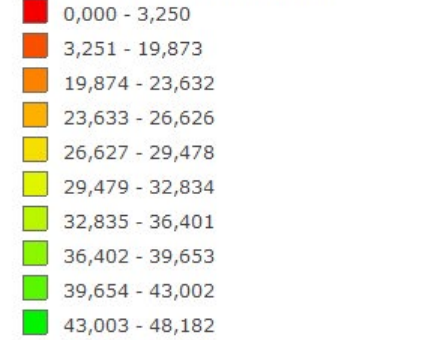 0,000 - 3,250
3,251 - 19,873
19,874 - 23,632
23,633 - 26,626
26,627 - 29,478
29,479 - 32,834
32,835 - 36,401
36,402 - 39,653
39,654 - 43,002
43,003 - 48,182